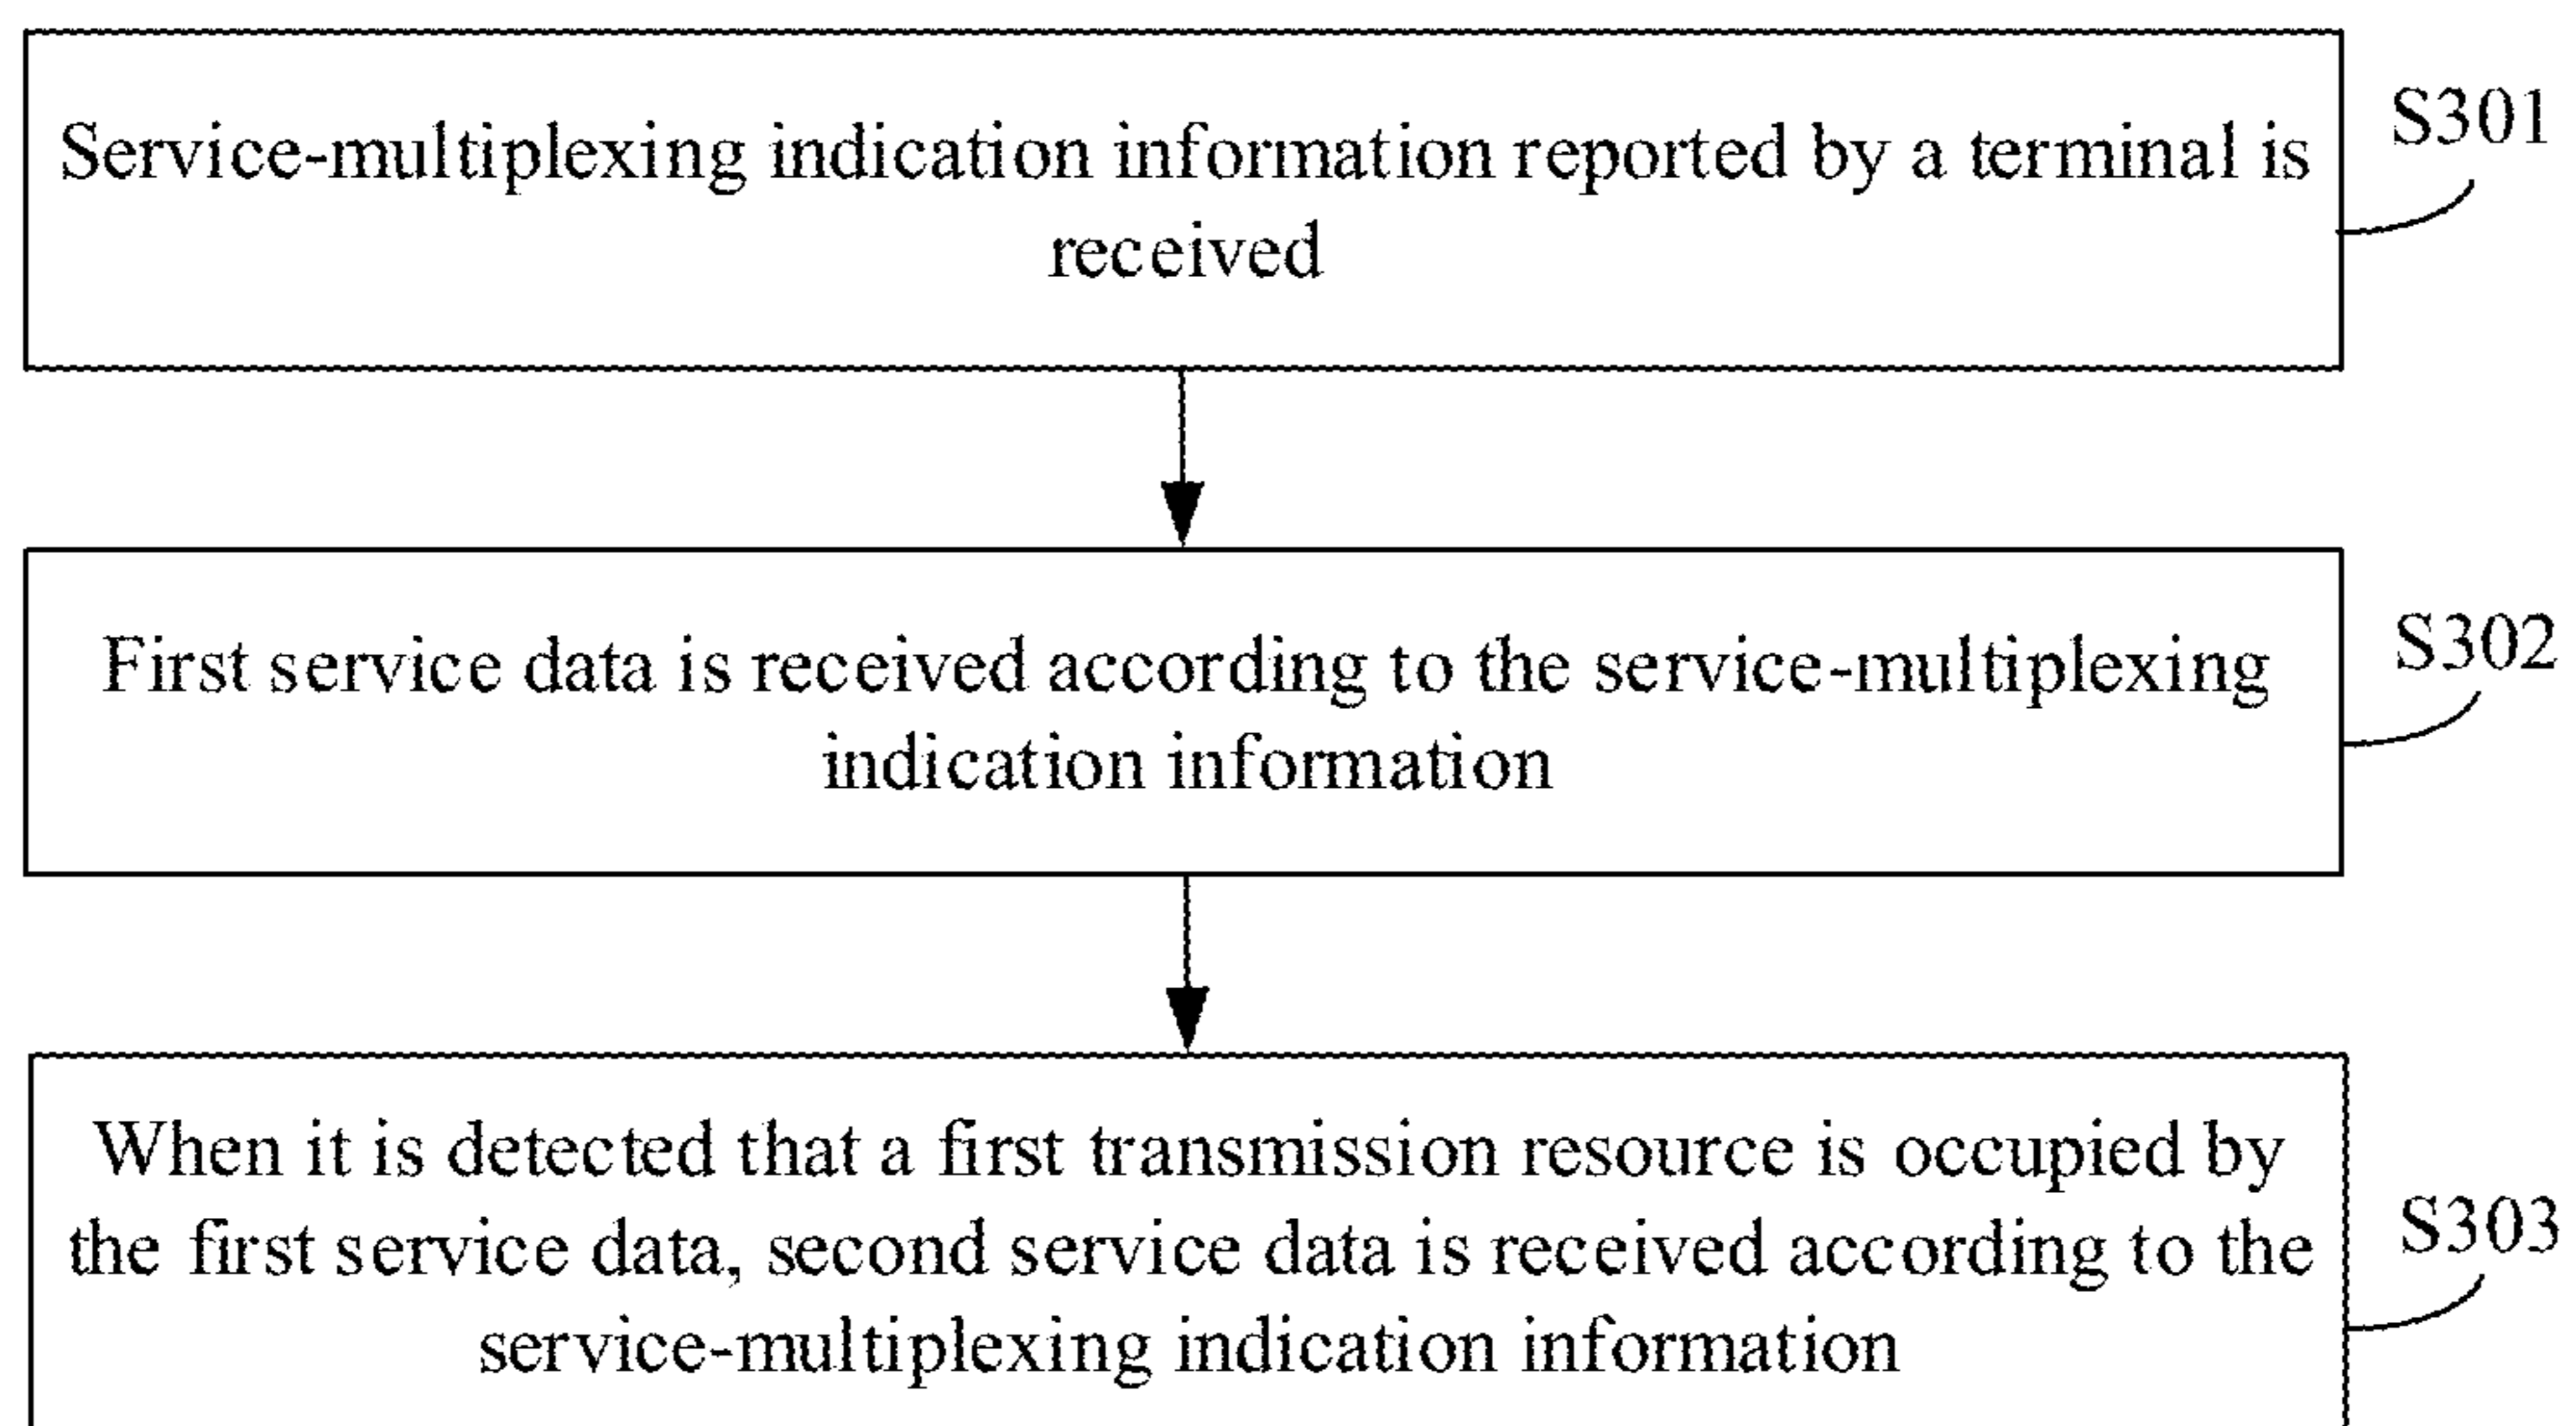 Service-multiplexing indication information reported by a terminal is
received
S301
First service data is received according to the service-multiplexing
indication information
S302
When it is detected that a first transmission resource is occupied by
the first service data, second service data is received according to the
service-multiplexing indication information
S303